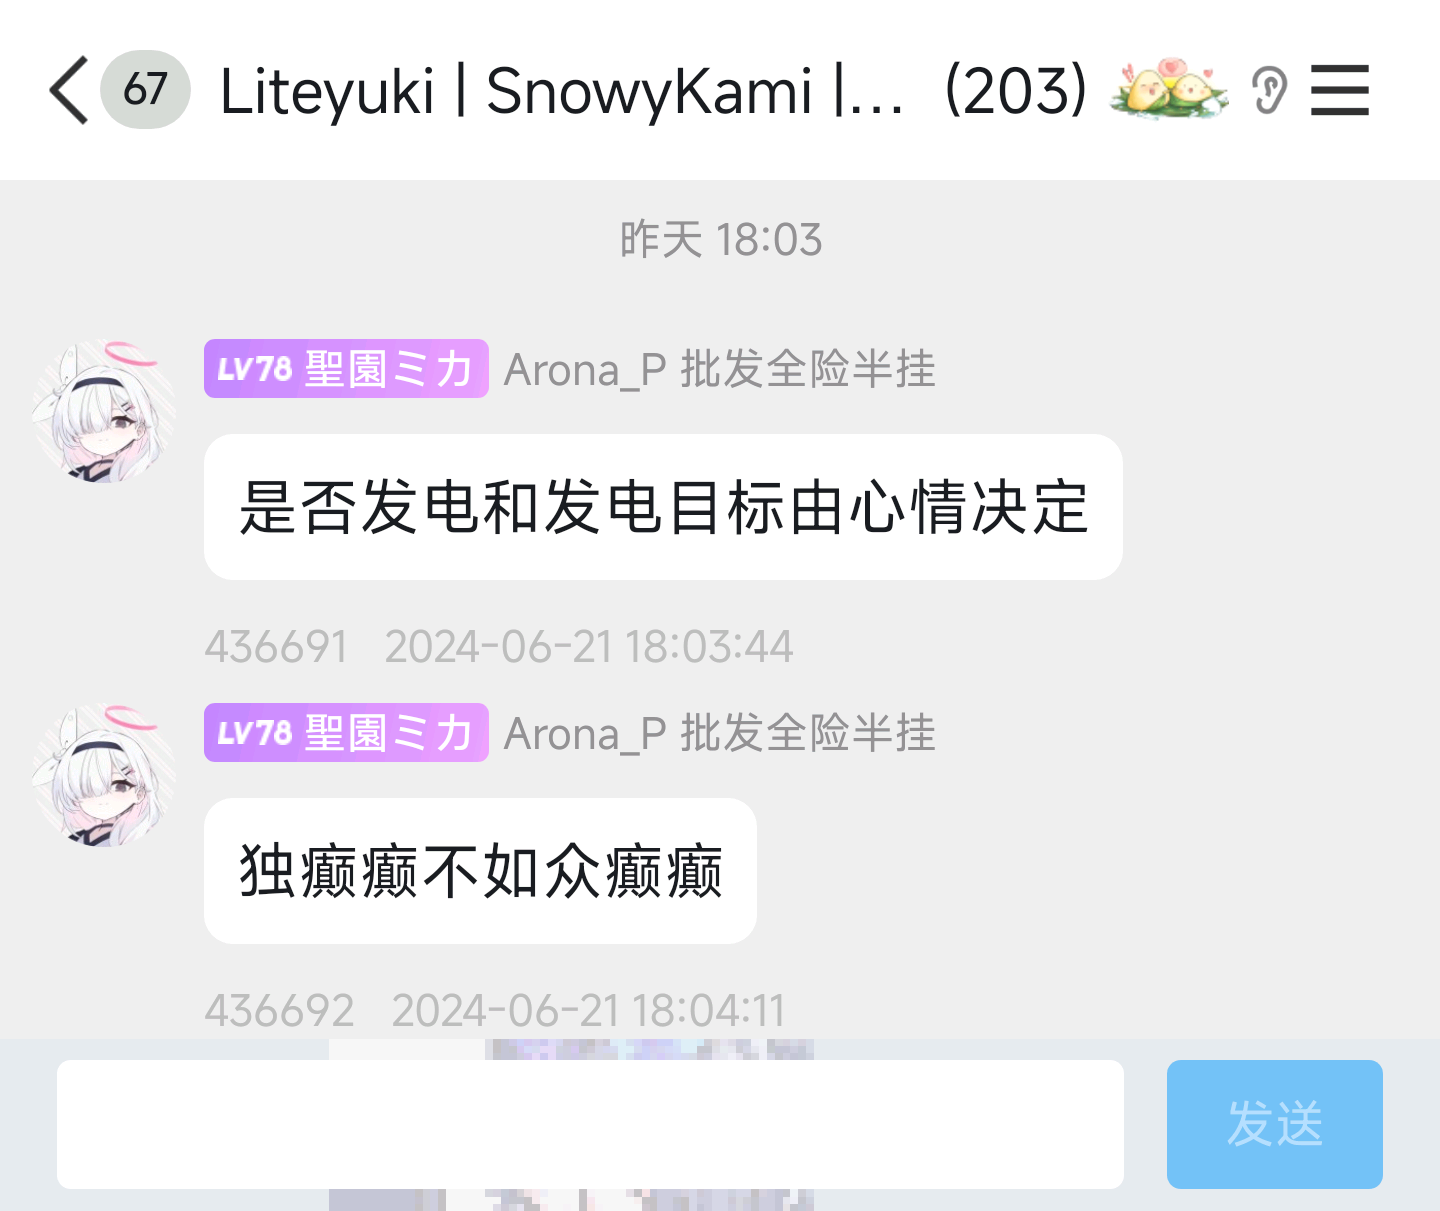 67 Liteyuki | SnowyKami |... (203)
昨天 18:03
LV78 聖園ミカ Arona_P 批发全险半挂
是否发电和发电目标由心情决定
436691 2024-06-21 18:03:44
LV78 聖園ミカ Arona_P 批发全险半挂
独癫癫不如众癫癫
436692 2024-06-21 18:04:11
发送